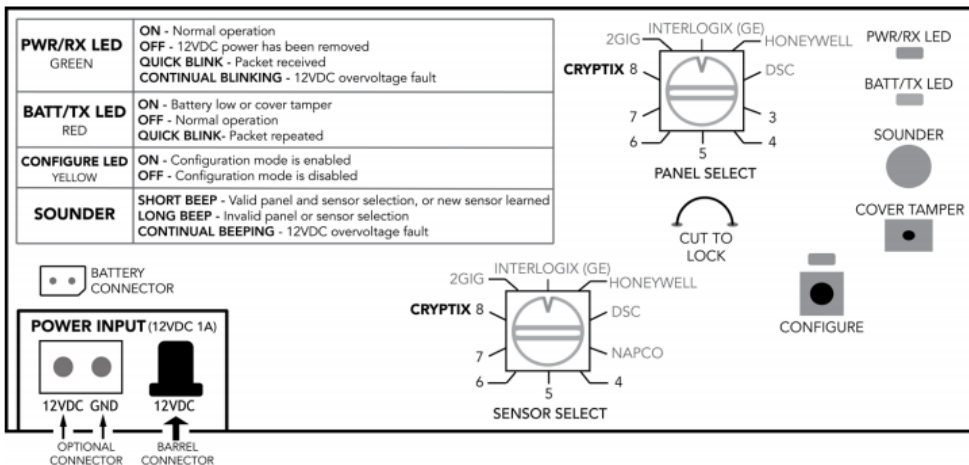 PWR/RX LED
GREEN
ON - Normal operation
OFF - 12VDC power has been removed
QUICK BLINK - Packet received
CONTINUAL BLINKING - 12VDC overvoltage fault
BATT/TX LED
RED
ON - Battery low or cover tamper
OFF - Normal operation
QUICK BLINK- Packet repeated
CONFIGURE LED
YELLOW
ON - Configuration mode is enabled
OFF - Configuration mode is disabled
SOUNDER
SHORT BEEP - Valid panel and sensor selection, or new sensor learned
LONG BEEP - Invalid panel or sensor selection
CONTINUAL BEEPING - 12VDC overvoltage fault
INTERLOGIX (GE)
2GIG
HONEYWELL
CRYPTIX 8
DSC
7
3
6
4
5
PANEL SELECT
CUT TO
LOCK
PWR/RX LED
BATT/TX LED
SOUNDER
COVER TAMPER
CONFIGURE
BATTERY
CONNECTOR
INTERLOGIX (GE)
2GIG
HONEYWELL
CRYPTIX 8
DSC
7
NAPCO
6
4
5
SENSOR SELECT
POWER INPUT (12VDC 1A)
12VDC GND
12VDC
OPTIONAL
CONNECTOR
BARREL
CONNECTOR